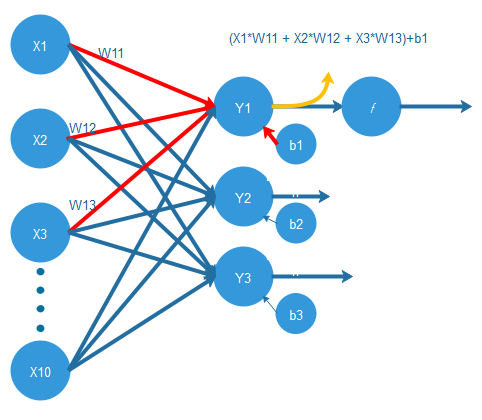 (X1*W11 + X2*W12 + X3*W13)+b1
X1
W11
Y1
f
W12
X2
b1
W13
Y2
X3
b2
Y3
b3
X10